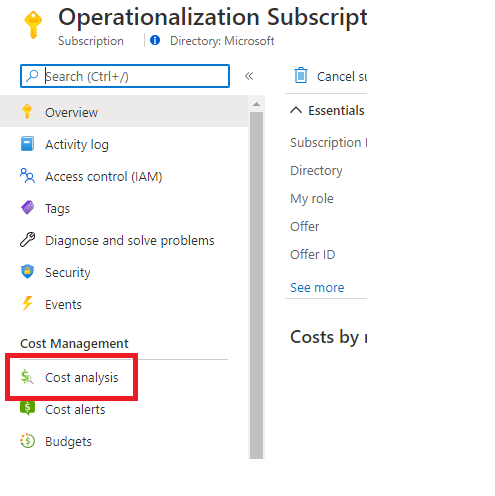 Operationalization Subscript
Subscription
Directory: Microsoft
Search (Ctrl+/)
«
Overview
Activity log
Access control (IAM)
Tags
Diagnose and solve problems
Security
Events
Cost Management
Cost analysis
Cost alerts
Budgets
Cancel su
Essentials
Subscription I
Directory
My role
Offer
Offer ID
See more
Costs by r